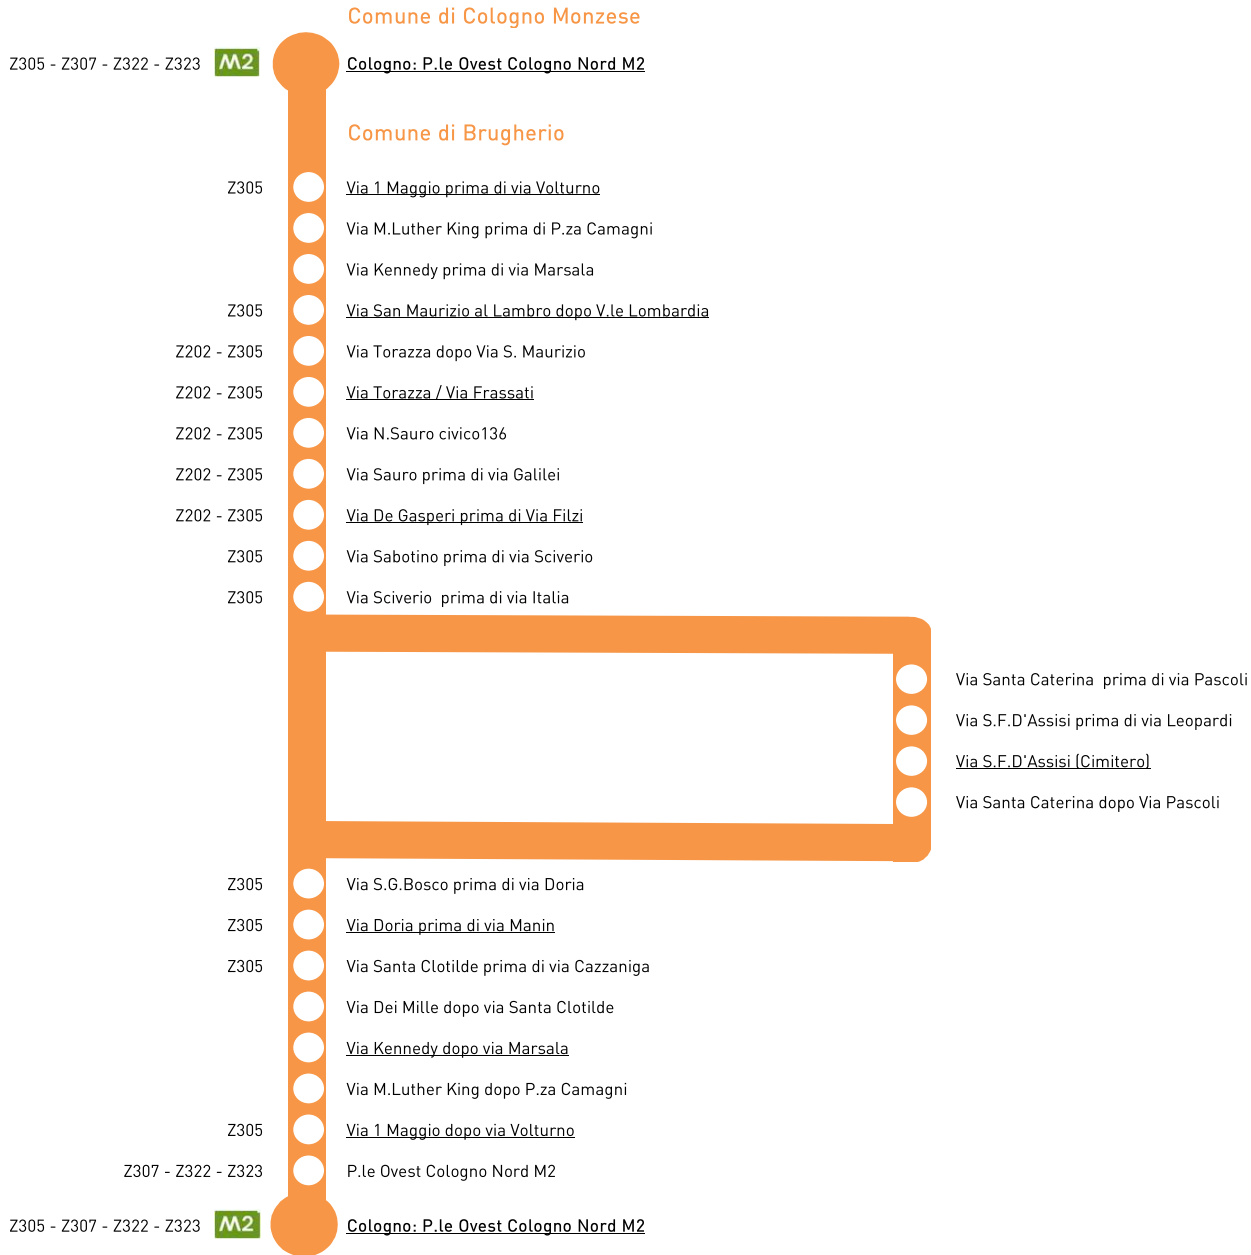 Comune di Cologno Monzese
Z305 - Z307 - Z322 - Z323 M2 Cologno: P.le Ovest Cologno Nord M2
Comune di Brugherio
Z305 Via 1 Maggio prima di via Volturno
Via M.Luther King prima di P.za Camagni
Via Kennedy prima di via Marsala
Z305 Via San Maurizio al Lambro dopo V.le Lombardia
Z202 - Z305 Via Torazza dopo Via S. Maurizio
Z202 - Z305 Via Torazza / Via Frassati
Z202 - Z305 Via N.Sauro civico136
Z202 - Z305 Via Sauro prima di via Galilei
Z202 - Z305 Via De Gasperi prima di Via Filzi
Z305 Via Sabotino prima di via Sciverio
Z305 Via Sciverio  prima di via Italia
Via Santa Caterina  prima di via Pascoli
Via S.F.D'Assisi prima di via Leopardi
Via S.F.D'Assisi (Cimitero)
Via Santa Caterina dopo Via Pascoli
Z305 Via S.G.Bosco prima di via Doria
Z305 Via Doria prima di via Manin
Z305 Via Santa Clotilde prima di via Cazzaniga
Via Dei Mille dopo via Santa Clotilde
Via Kennedy dopo via Marsala
Via M.Luther King dopo P.za Camagni
Z305 Via 1 Maggio dopo via Volturno
Z307 - Z322 - Z323 P.le Ovest Cologno Nord M2
Z305 - Z307 - Z322 - Z323 M2 Cologno: P.le Ovest Cologno Nord M2